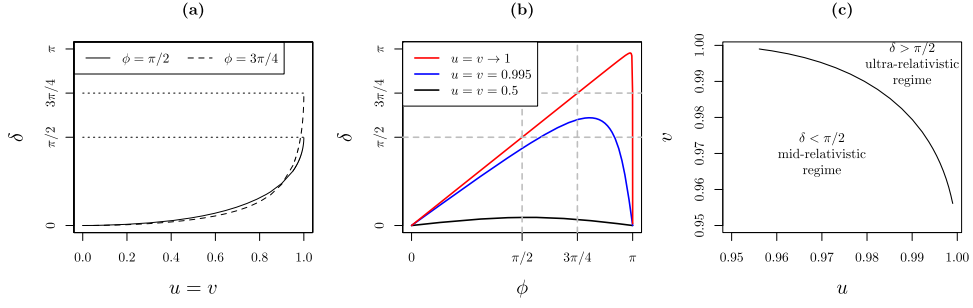 (a)
ϕ = π/2
ϕ = 3π/4
π
3π/4
π/2
0
δ
0.0 0.2 0.4 0.6 0.8 1.0
u = v
(b)
u = v → 1
u = v = 0.995
u = v = 0.5
π
3π/4
π/2
0
δ
0 π/2 3π/4 π
ϕ
(c)
δ > π/2
ultra-relativistic
regime
δ < π/2
mid-relativistic
regime
1.00
0.99
0.98
0.97
0.96
0.95
v
0.95 0.96 0.97 0.98 0.99 1.00
u